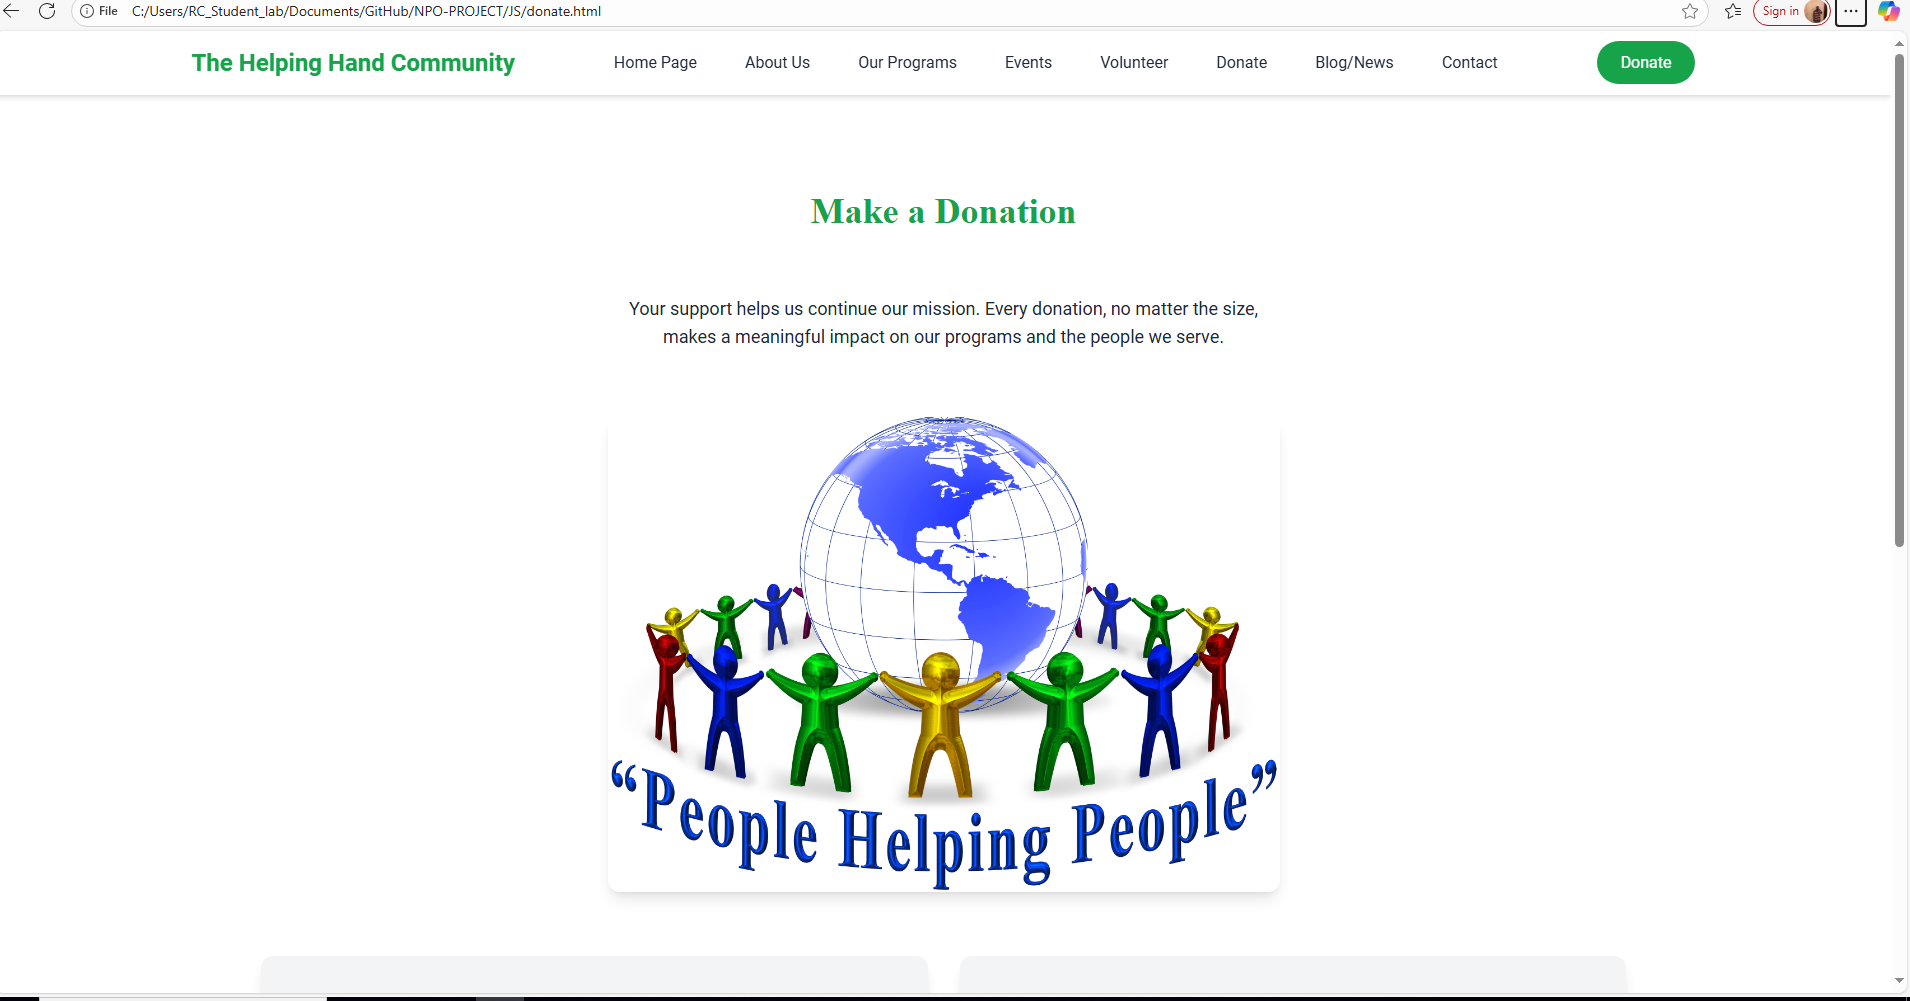 File C:/Users/RC_Student_lab/Documents/GitHub/NPO-PROJECT/JS/donate.html
Sign in
The Helping Hand Community
Home Page
About Us
Our Programs
Events
Volunteer
Donate
Blog/News
Contact
Donate
Make a Donation
Your support helps us continue our mission. Every donation, no matter the size,
makes a meaningful impact on our programs and the people we serve.
“People Helping People”